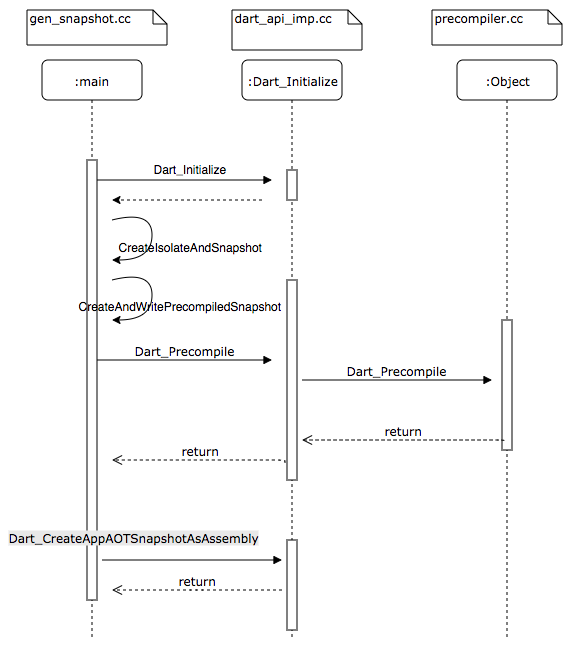 gen_snapshot.cc
dart_api_imp.cc
precompiler.cc
:main
:Dart_Initialize
:Object
Dart_Initialize
CreateIsolateAndSnapshot
CreateAndWritePrecompiledSnapshot
Dart_Precompile
Dart_Precompile
return
return
Dart_CreateAppAOTSnapshotAsAssembly
return